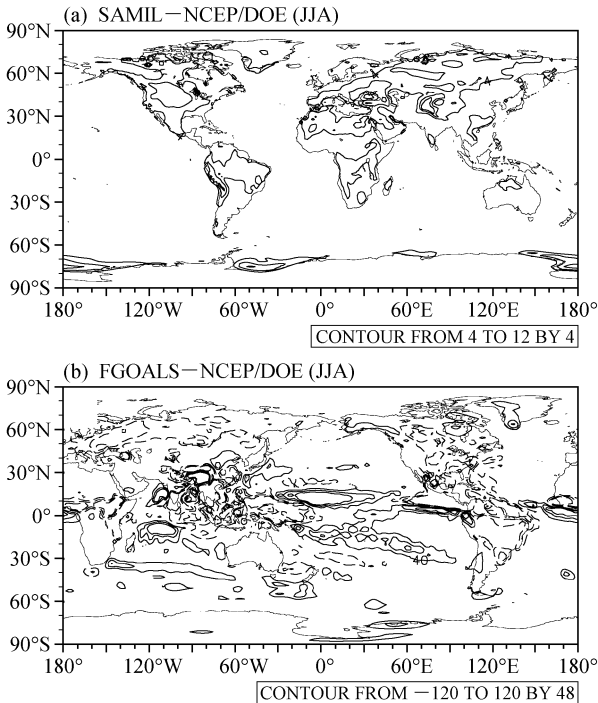 (a) SAMIL−NCEP/DOE (JJA)
90°N
60°N
30°N
0°
30°S
60°S
90°S
180° 120°W 60°W 0° 60°E 120°E 180°
CONTOUR FROM 4 TO 12 BY 4
(b) FGOALS−NCEP/DOE (JJA)
90°N
60°N
30°N
0°
30°S
40
60°S
90°S
180° 120°W 60°W 0° 60°E 120°E 180°
CONTOUR FROM −120 TO 120 BY 48